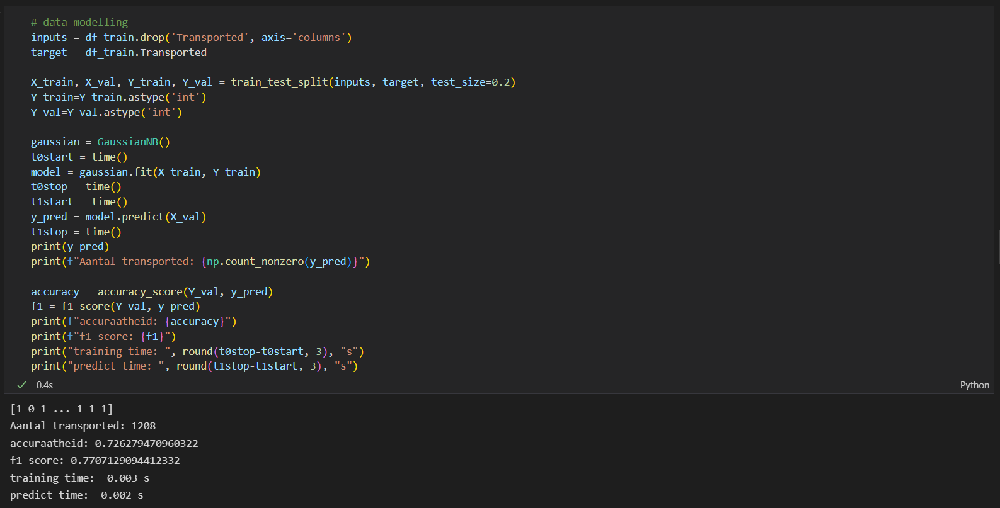 # data modelling
inputs = df_train.drop('Transported', axis='columns')
target = df_train.Transported
X_train, X_val, Y_train, Y_val = train_test_split(inputs, target, test_size=0.2)
Y_train=Y_train.astype('int')
Y_val=Y_val.astype('int')
gaussian = GaussianNB()
t0start = time()
model = gaussian.fit(X_train, Y_train)
t0stop = time()
t1start = time()
y_pred = model.predict(X_val)
t1stop = time()
print(y_pred)
print(f"Aantal transported: {np.count_nonzero(y_pred)}")
accuracy = accuracy_score(Y_val, y_pred)
f1 = f1_score(Y_val, y_pred)
print(f"accuraatheid: {accuracy}")
print(f"f1-score: {f1}")
print("training time: ", round(t0stop-t0start, 3), "s")
print("predict time: ", round(t1stop-t1start, 3), "s")
0.4s Python
[1 0 1 ... 1 1 1]
Aantal transported: 1208
accuraatheid: 0.726279470960322
f1-score: 0.7707129094412332
training time:  0.003 s
predict time:  0.002 s